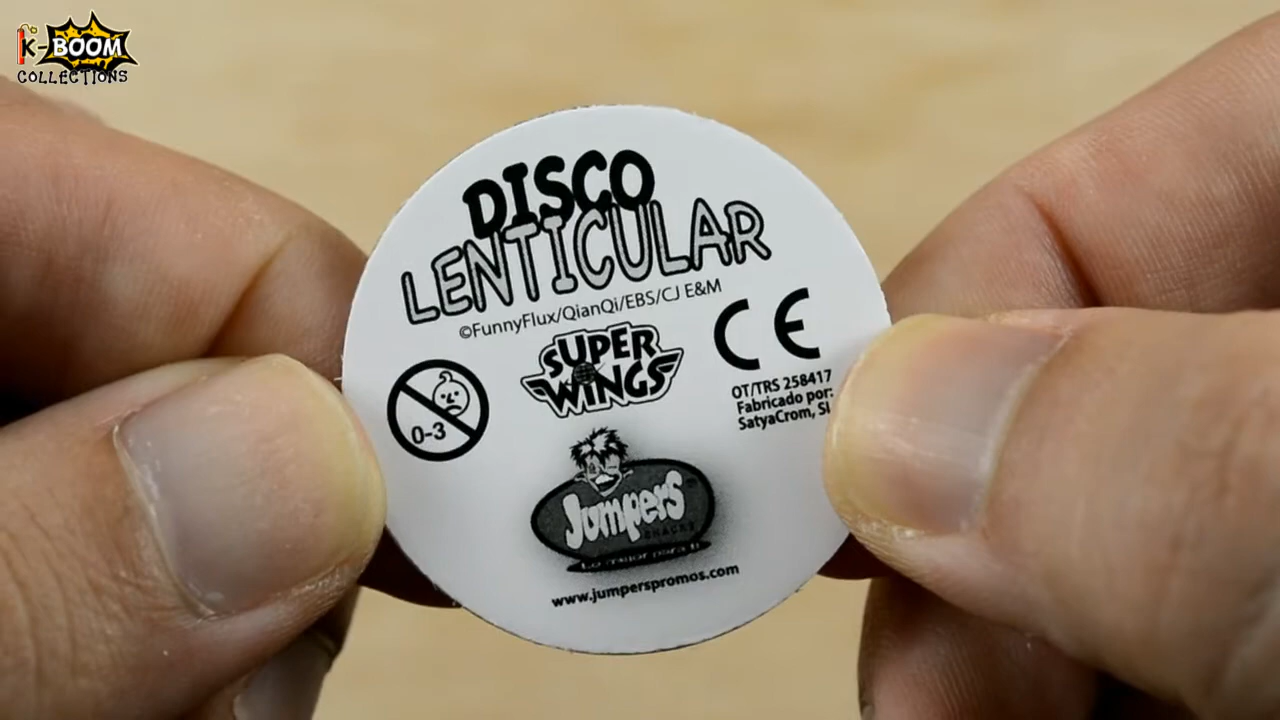 K-BOOM
COLLECTIONS
DISCO
LENTICULAR
©FunnyFlux/QianQi/EBS/CJ E&M
CE
SUPER
WINGS
0-3
OT/TRS 258417
Fabricado por:
SatyaCrom, Sl
Jumpers
SNACKS
www.jumperspromos.com